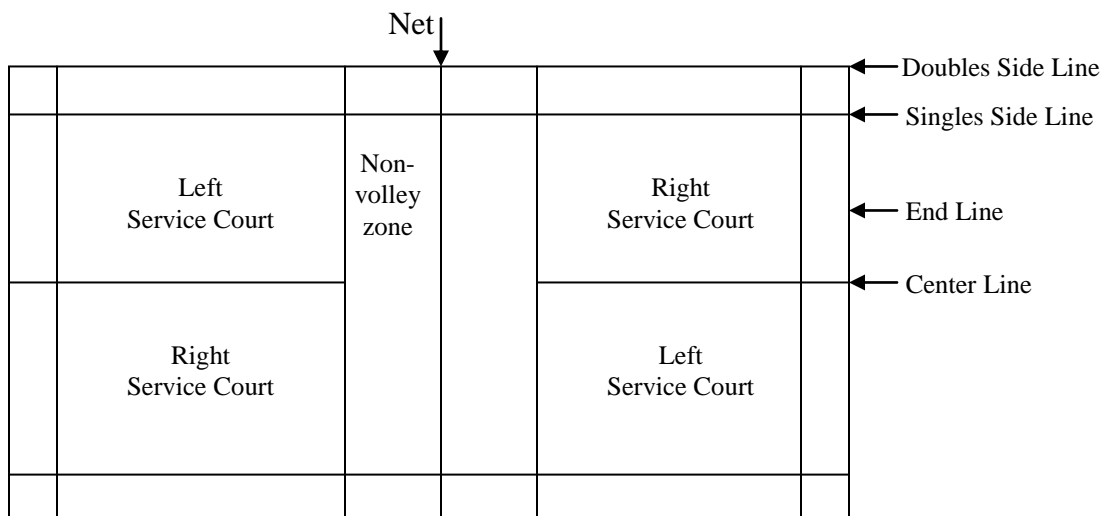 Net
Doubles Side Line
Singles Side Line
Left
Service Court
Non-
volley
zone
Right
Service Court
End Line
Center Line
Right
Service Court
Left
Service Court